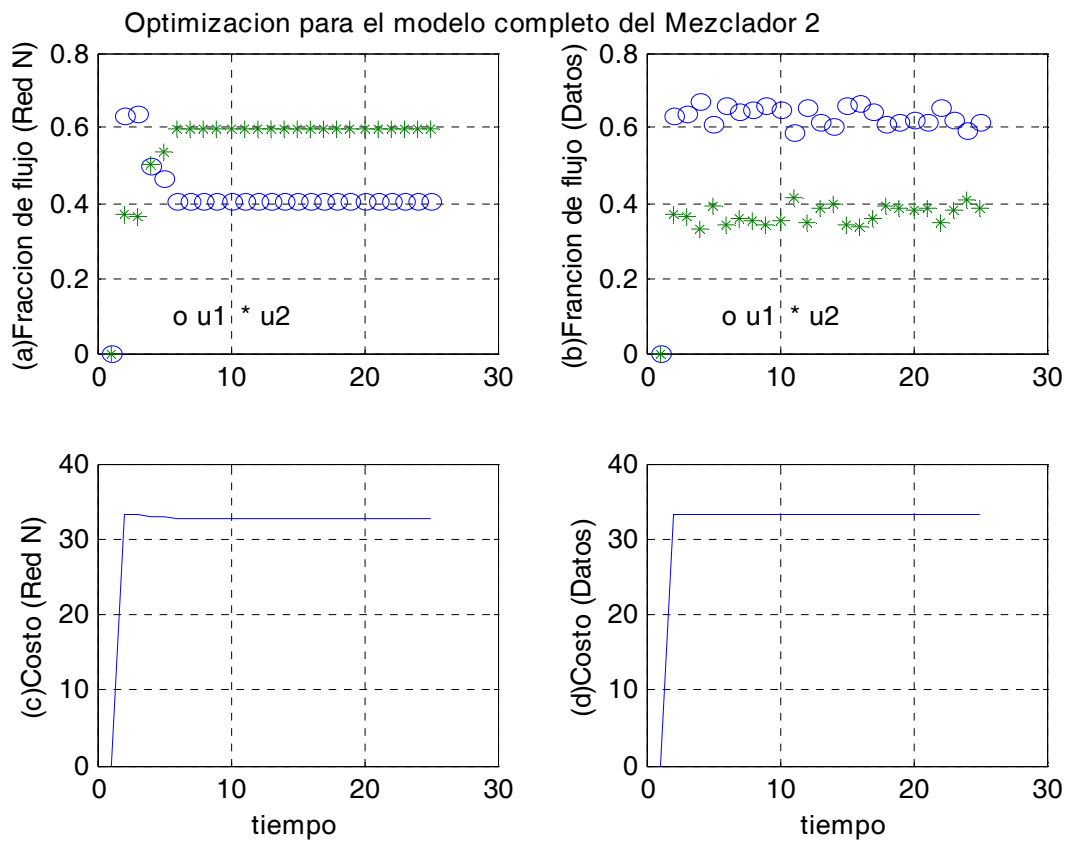 Optimizacion para el modelo completo del Mezclador 2
(a)Fraccion de flujo (Red N)
0.8
0.6
0.4
0.2
0
o u1 * u2
0 10 20 30
(b)Francion de flujo (Datos)
0.8
0.6
0.4
0.2
0
o u1 * u2
0 10 20 30
(c)Costo (Red N)
40
30
20
10
0
0 10 20 30
tiempo
(d)Costo (Datos)
40
30
20
10
0
0 10 20 30
tiempo